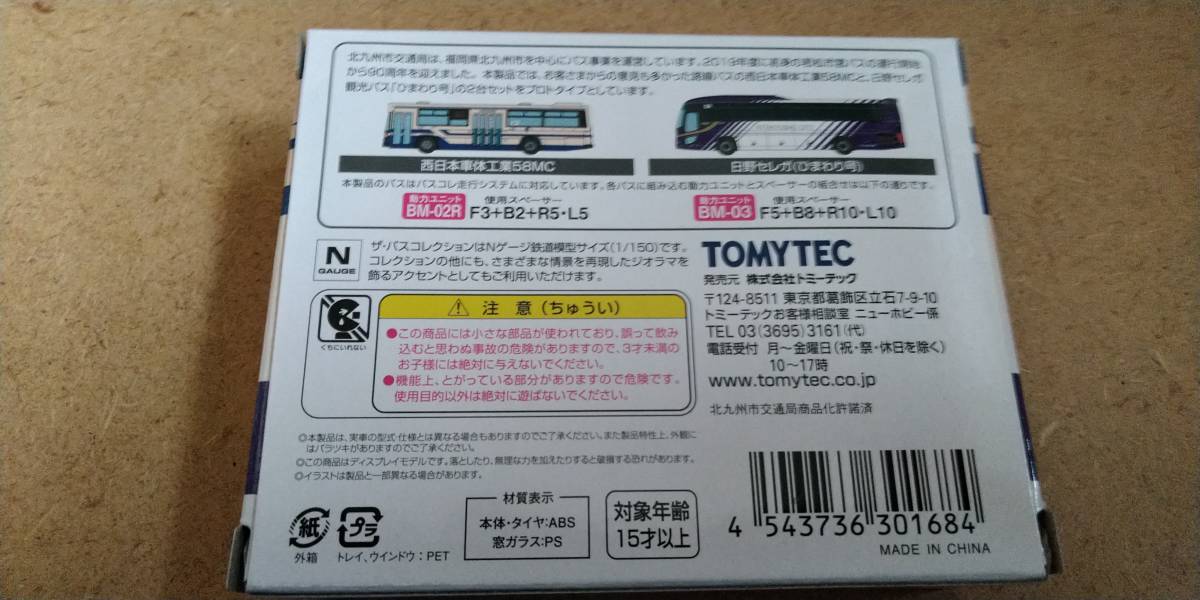 北九州市交通局は、福岡県北九州市を中心にバス事業を運営しています。2019年度に前身の若松市営バスの運行開始
から90周年を迎えました。本製品では、お客さまからの意見も多かった路線バスの西日本車体工業58MCと、日野セレガ
観光バス「ひまわり号」の2台セットをプロトタイプとしています。
西日本車体工業58MC
日野セレガ(ひまわり号)
本製品のバスはバスコレ走行システムに対応しています。各バスに組み込む動力ユニットとスペーサーの組合せは以下の通りです。
動力ユニット
BM-02R
使用スペーサー
F3+B2+R5・L5
動力ユニット
BM-03
使用スペーサー
F5+B8+R10・L10
N
GAUGE
ザ・バスコレクションはNゲージ鉄道模型サイズ(1/150)です。
コレクションの他にも、さまざまな情景を再現したジオラマを
飾るアクセントとしてもご利用いただけます。
くちにいれない
注 意(ちゅうい)
●この商品には小さな部品が使われており、誤って飲み
込むと思わぬ事故の危険がありますので、3才未満の
お子様には絶対に与えないでください。
●機能上、とがっている部分がありますので危険です。
使用目的以外は絶対に遊ばないでください。
TOMYTEC
発売元 株式会社トミーテック
〒124-8511 東京都葛飾区立石7-9-10
トミーテックお客様相談室 ニューホビー係
TEL 03(3695)3161(代)
電話受付 月〜金曜日(祝・祭・休日を除く)
10〜17時
www.tomytec.co.jp
北九州市交通局商品化許諾済
◎本製品は、実車の型式・仕様とは異なる場合もありますのでご了承ください。また製品特性上、外観に
はバラツキがありますのでご了承ください。
◎この商品はディスプレイモデルです。落としたり、無理な力を加えたりすると破損する恐れがあります。
◎イラストは製品と一部異なる場合があります。
紙
外箱
プラ
トレイ、ウインドウ:PET
材質表示
本体・タイヤ:ABS
窓ガラス:PS
対象年齢
15才以上
4 543736 301684
MADE IN CHINA